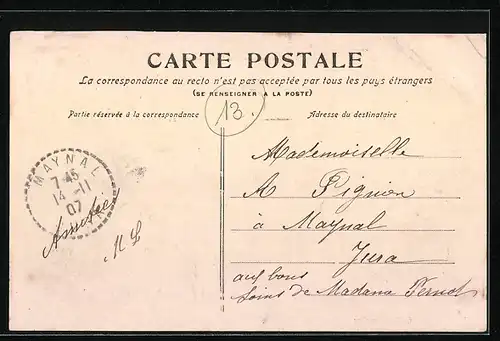 CARTE POSTALE
La correspondance au recto n'est pas acceptée par tous les pays étrangers
(SE RENSEIGNER A LA POSTE)
Partie réservée à la correspondance
Adresse du destinataire
13.
MAYNAL
7 45
14 -11
07
Amitiés
M L
Mademoiselle
A Pignier
à Maynal
Jura
aux bons
soins de Madame